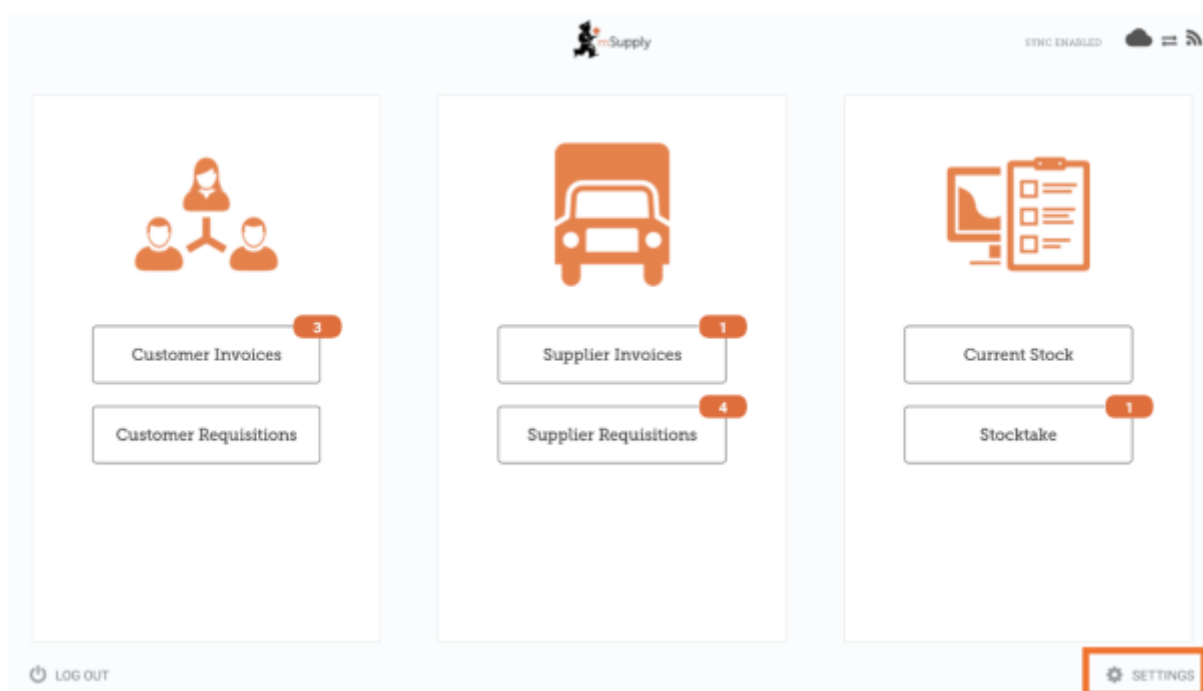 mSupply
SYNC ENABLED
3
Customer Invoices
Customer Requisitions
1
Supplier Invoices
4
Supplier Requisitions
Current Stock
1
Stocktake
LOG OUT
SETTINGS